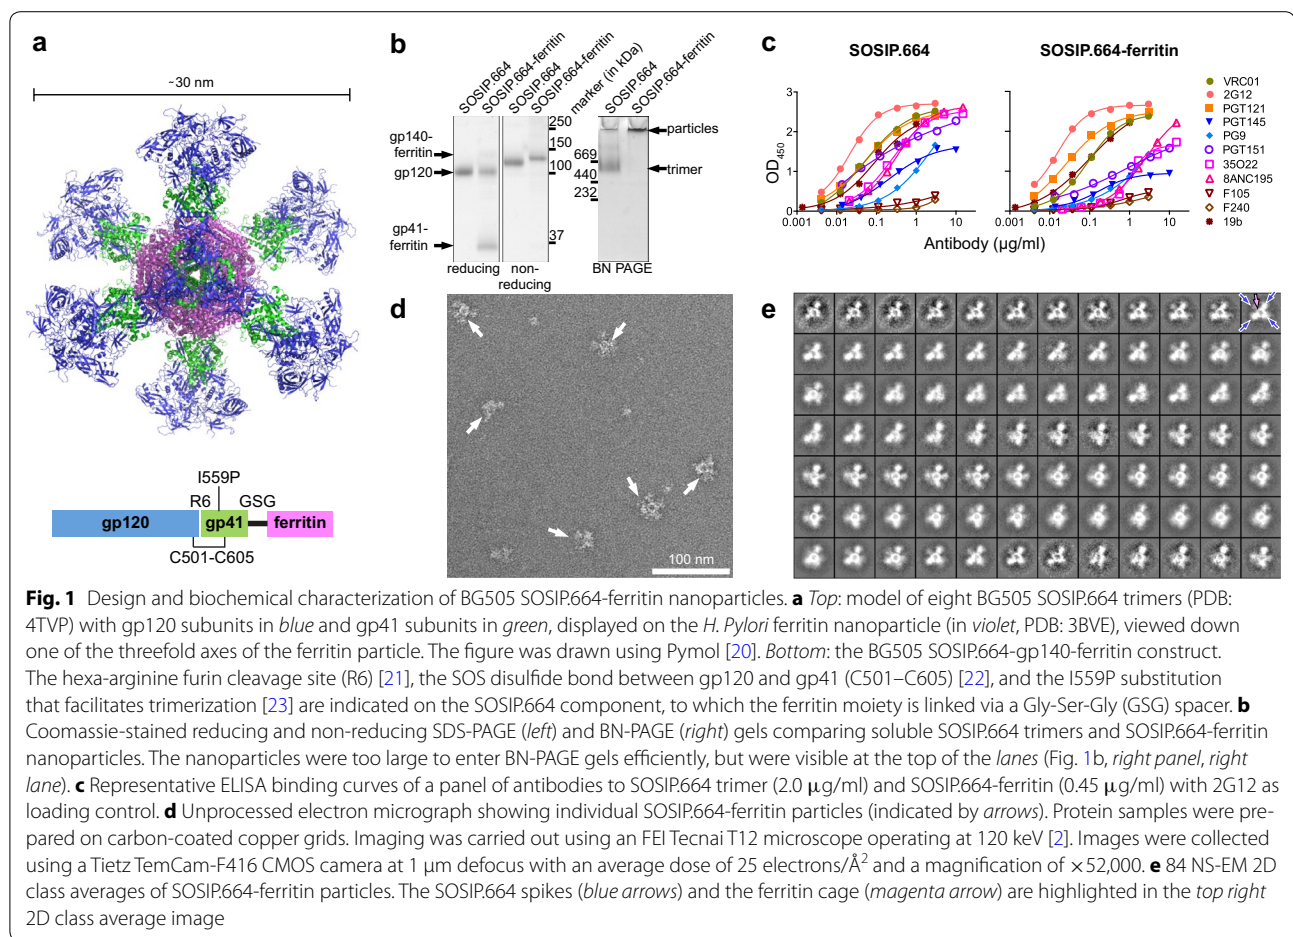 a
~30 nm
I559P
R6
GSG
gp120
gp41
ferritin
C501-C605
b
SOSIP.664
SOSIP.664-ferritin
SOSIP.664
SOSIP.664-ferritin
marker (in kDa)
SOSIP.664
SOSIP.664-ferritin
gp140-
ferritin
gp120
gp41-
ferritin
250
150
100
37
669
440
232
particles
trimer
reducing
non-
reducing
BN PAGE
c
SOSIP.664
SOSIP.664-ferritin
3
2
1
0
OD450
0.001 0.01 0.1 1 10
0.001 0.01 0.1 1 10
Antibody (µg/ml)
VRC01
2G12
PGT121
PGT145
PG9
PGT151
35O22
8ANC195
F105
F240
19b
d
100 nm
e
Fig. 1 Design and biochemical characterization of BG505 SOSIP.664-ferritin nanoparticles. a Top: model of eight BG505 SOSIP.664 trimers (PDB:
4TVP) with gp120 subunits in blue and gp41 subunits in green, displayed on the H. Pylori ferritin nanoparticle (in violet, PDB: 3BVE), viewed down
one of the threefold axes of the ferritin particle. The figure was drawn using Pymol [20]. Bottom: the BG505 SOSIP.664-gp140-ferritin construct.
The hexa-arginine furin cleavage site (R6) [21], the SOS disulfide bond between gp120 and gp41 (C501–C605) [22], and the I559P substitution
that facilitates trimerization [23] are indicated on the SOSIP.664 component, to which the ferritin moiety is linked via a Gly-Ser-Gly (GSG) spacer. b
Coomassie-stained reducing and non-reducing SDS-PAGE (left) and BN-PAGE (right) gels comparing soluble SOSIP.664 trimers and SOSIP.664-ferritin
nanoparticles. The nanoparticles were too large to enter BN-PAGE gels efficiently, but were visible at the top of the lanes (Fig. 1b, right panel, right
lane). c Representative ELISA binding curves of a panel of antibodies to SOSIP.664 trimer (2.0 µg/ml) and SOSIP.664-ferritin (0.45 µg/ml) with 2G12 as
loading control. d Unprocessed electron micrograph showing individual SOSIP.664-ferritin particles (indicated by arrows). Protein samples were pre-
pared on carbon-coated copper grids. Imaging was carried out using an FEI Tecnai T12 microscope operating at 120 keV [2]. Images were collected
using a Tietz TemCam-F416 CMOS camera at 1 µm defocus with an average dose of 25 electrons/Å² and a magnification of ×52,000. e 84 NS-EM 2D
class averages of SOSIP.664-ferritin particles. The SOSIP.664 spikes (blue arrows) and the ferritin cage (magenta arrow) are highlighted in the top right
2D class average image